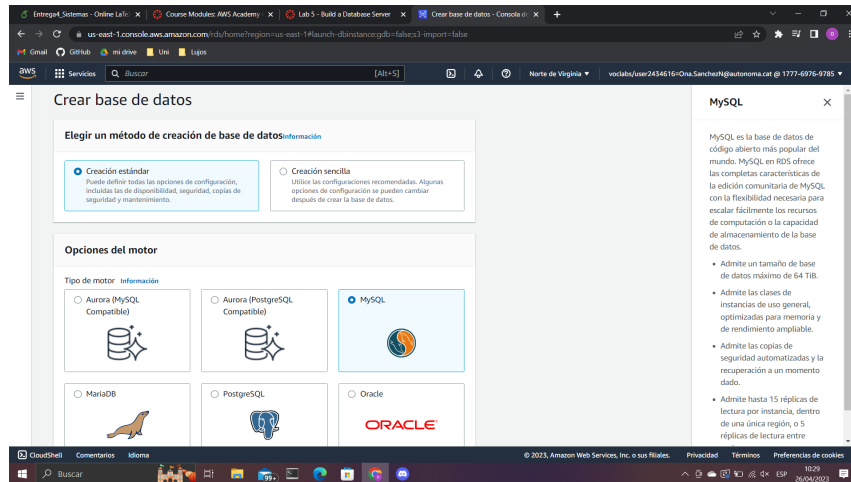 Entrega4_Sistemas - Online LaTe
Course Modules: AWS Academy
Lab 5 - Build a Database Server
Crear base de datos - Consola de
us-east-1.console.aws.amazon.com/rds/home?region=us-east-1#launch-dbinstance:gdb=false;s3-import=false
Gmail
GitHub
mi drive
Uni
Lujos
aws
Servicios
Buscar
[Alt+S]
Norte de Virginia
voclabs/user2434616=Ona.SanchezN@autonoma.cat @ 1777-6976-9785
Crear base de datos
Elegir un método de creación de base de datos Información
Creación estándar
Puede definir todas las opciones de configuración,
incluidas las de disponibilidad, seguridad, copias de
seguridad y mantenimiento.
Creación sencilla
Utilice las configuraciones recomendadas. Algunas
opciones de configuración se pueden cambiar
después de crear la base de datos.
Opciones del motor
Tipo de motor Información
Aurora (MySQL
Compatible)
Aurora (PostgreSQL
Compatible)
MySQL
MariaDB
PostgreSQL
Oracle
ORACLE
MySQL
MySQL es la base de datos de
código abierto más popular del
mundo. MySQL en RDS ofrece
las completas características de
la edición comunitaria de MySQL
con la flexibilidad necesaria para
escalar fácilmente los recursos
de computación o la capacidad
de almacenamiento de la base
de datos.
• Admite un tamaño de base
de datos máximo de 64 TiB.
• Admite las clases de
instancias de uso general,
optimizadas para memoria y
de rendimiento ampliable.
• Admite las copias de
seguridad automatizadas y la
recuperación a un momento
dado.
• Admite hasta 15 réplicas de
lectura por instancia, dentro
de una única región, o 5
réplicas de lectura entre
CloudShell
Comentarios
Idioma
© 2023, Amazon Web Services, Inc. o sus filiales.
Privacidad
Términos
Preferencias de cookies
Buscar
99+
ESP
10:29
26/04/2023